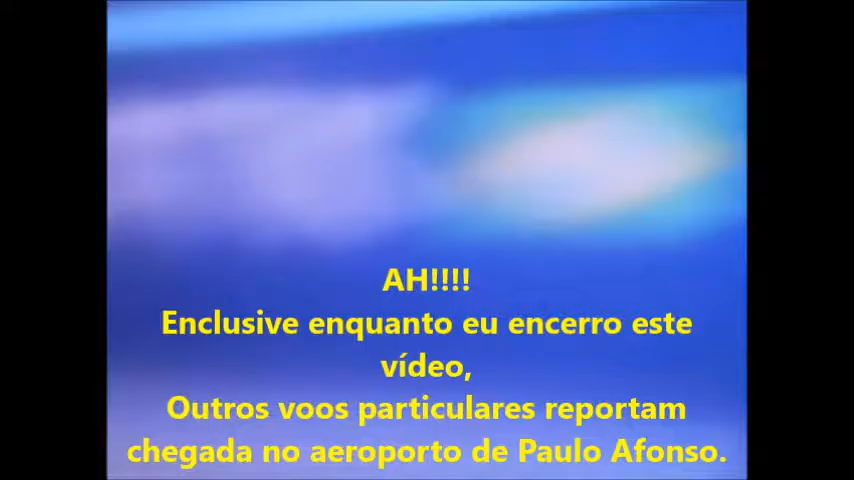 AH!!!!
Enclusive enquanto eu encerro este
vídeo,
Outros voos particulares reportam
chegada no aeroporto de Paulo Afonso.